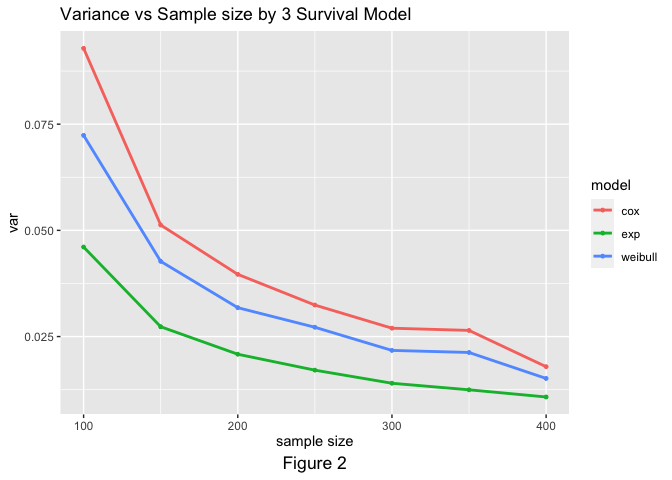 Variance vs Sample size by 3 Survival Model
0.075
0.050
0.025
var
100
200
300
400
sample size
Figure 2
model
cox
exp
weibull